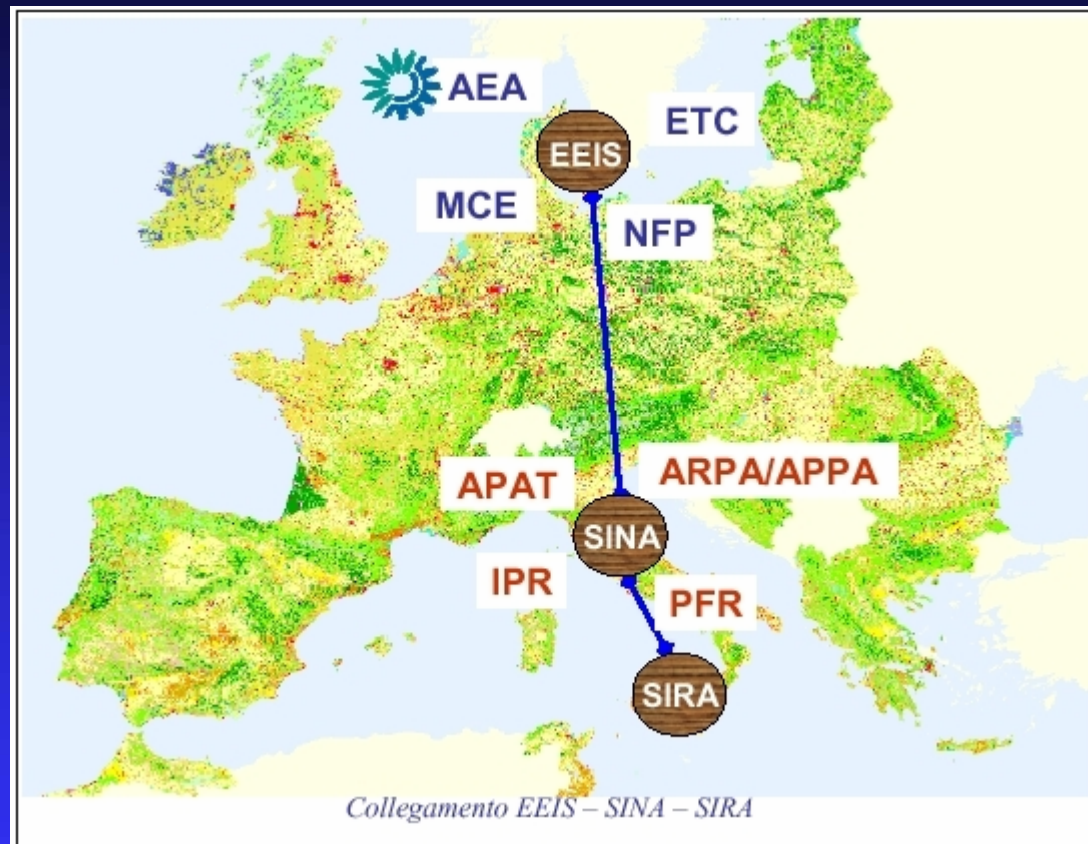 AEA
ETC
EEIS
MCE
NFP
APAT
ARPA/APPA
SINA
IPR
PFR
SIRA
Collegamento EEIS – SINA – SIRA